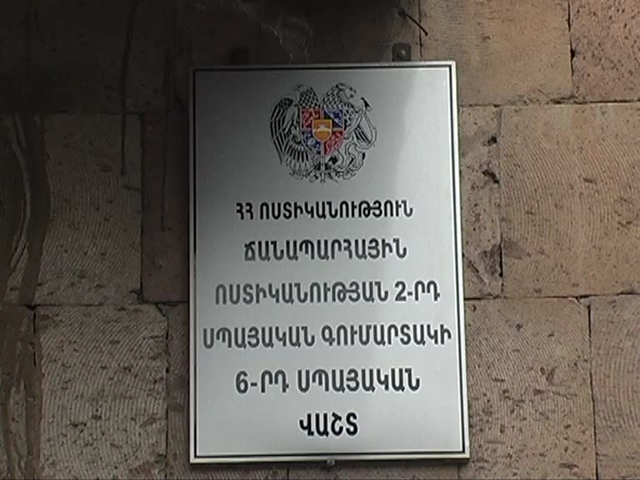 ՀՀ ՈՍՏԻԿԱՆՈՒԹՅՈՒՆ
ՃԱՆԱՊԱՐՀԱՅԻՆ
ՈՍՏԻԿԱՆՈՒԹՅԱՆ 2-ՐԴ
ՍՊԱՅԱԿԱՆ ԳՈՒՄԱՐՏԱԿԻ
6-ՐԴ ՍՊԱՅԱԿԱՆ
ՎԱՇՏ